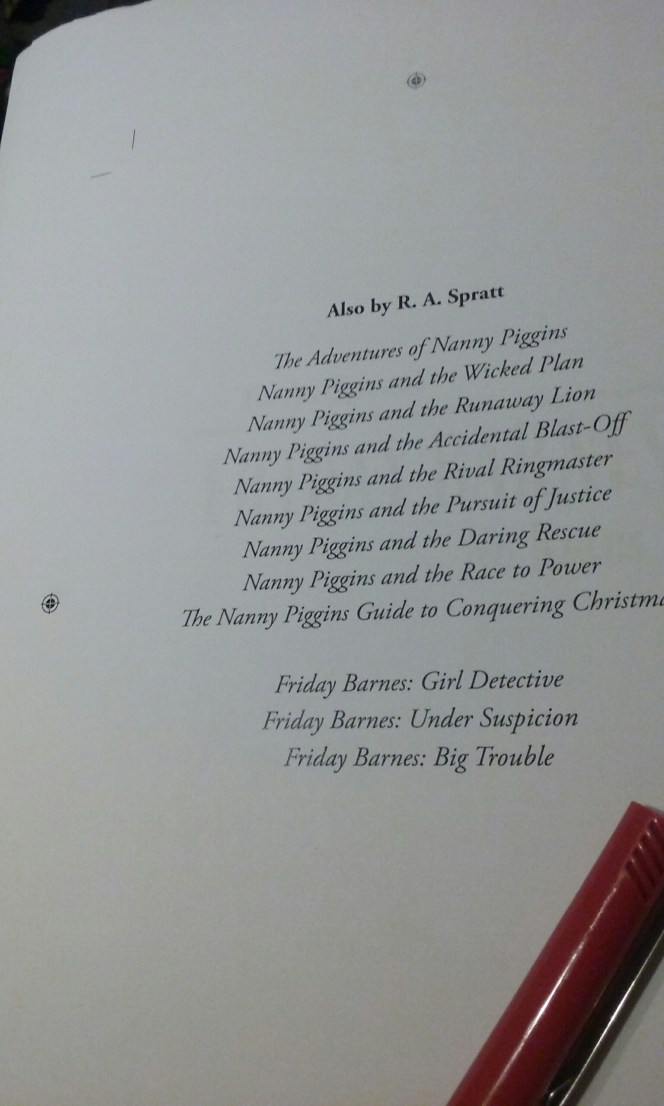 Also by R. A. Spratt
The Adventures of Nanny Piggins
Nanny Piggins and the Wicked Plan
Nanny Piggins and the Runaway Lion
Nanny Piggins and the Accidental Blast-Off
Nanny Piggins and the Rival Ringmaster
Nanny Piggins and the Pursuit of Justice
Nanny Piggins and the Daring Rescue
Nanny Piggins and the Race to Power
The Nanny Piggins Guide to Conquering Christma
Friday Barnes: Girl Detective
Friday Barnes: Under Suspicion
Friday Barnes: Big Trouble